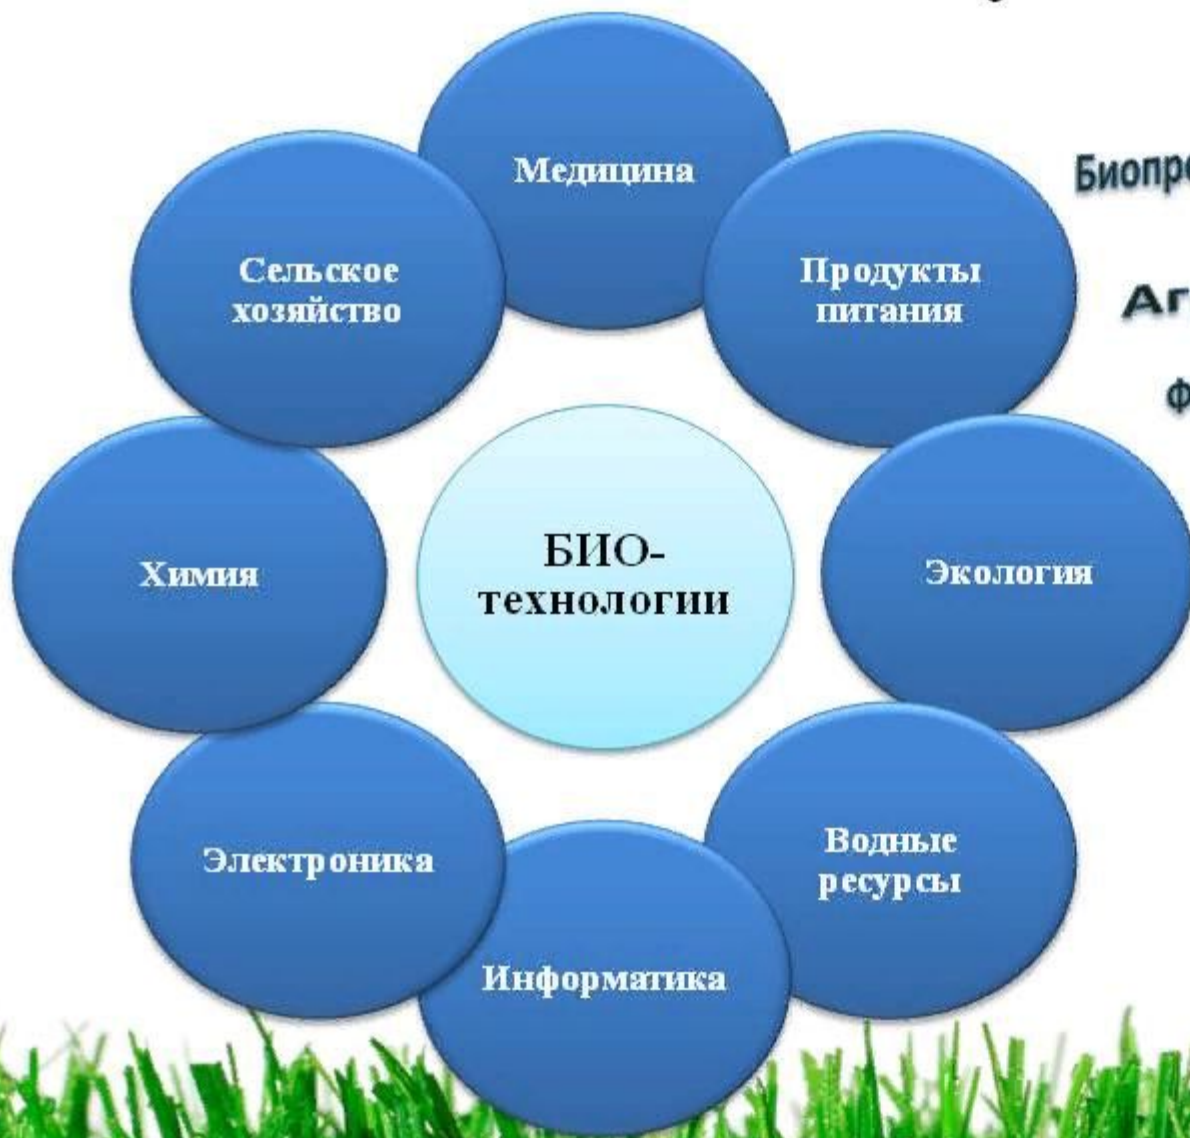 Медицина
Продукты
питания
Экология
Водные
ресурсы
Информатика
Электроника
Химия
Сельское
хозяйство
БИО-
технологии